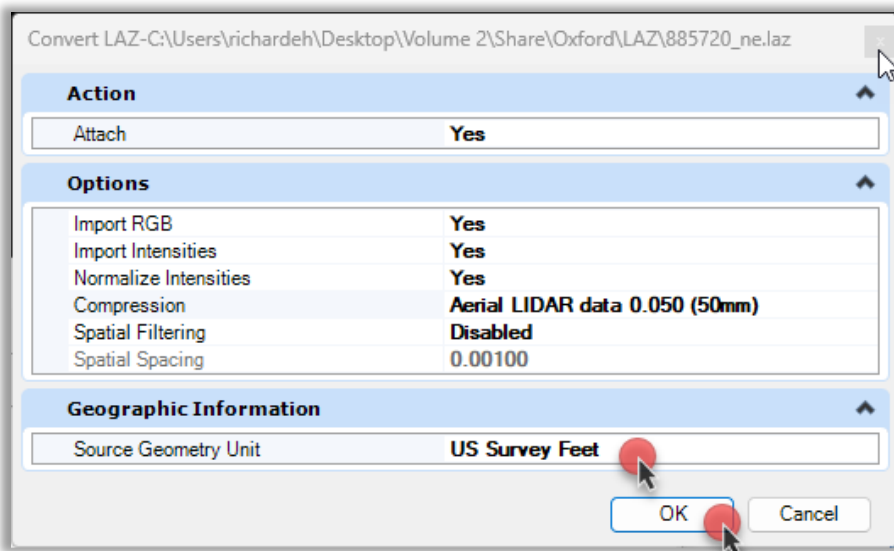 Convert LAZ-C:\Users\richardeh\Desktop\Volume 2\Share\Oxford\LAZ\885720_ne.laz
Action
Attach Yes
Options
Import RGB Yes
Import Intensities Yes
Normalize Intensities Yes
Compression Aerial LIDAR data 0.050 (50mm)
Spatial Filtering Disabled
Spatial Spacing 0.00100
Geographic Information
Source Geometry Unit US Survey Feet
OK Cancel